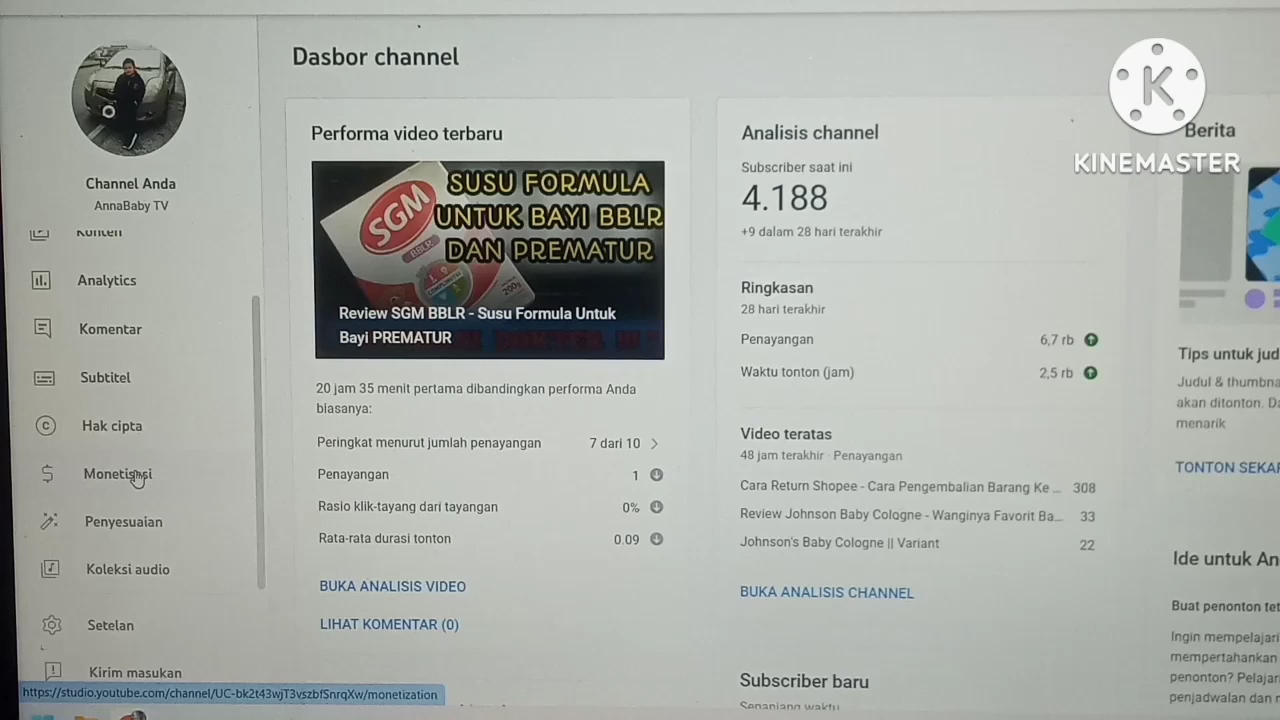 Dasbor channel
Channel Anda
AnnaBaby TV
Konten
Analytics
Komentar
Subtitel
Hak cipta
Monetisasi
Penyesuaian
Koleksi audio
Setelan
Kirim masukan
https://studio.youtube.com/channel/UC-bk2t43wjT3vszbfSnrqXw/monetization
Performa video terbaru
SGM
BBLR
SUSU FORMULA
UNTUK BAYI BBLR
DAN PREMATUR
200g
Review SGM BBLR - Susu Formula Untuk
Bayi PREMATUR
20 jam 35 menit pertama dibandingkan performa Anda
biasanya:
Peringkat menurut jumlah penayangan 7 dari 10
Penayangan 1
Rasio klik-tayang dari tayangan 0%
Rata-rata durasi tonton 0.09
BUKA ANALISIS VIDEO
LIHAT KOMENTAR (0)
Analisis channel
Subscriber saat ini
4.188
+9 dalam 28 hari terakhir
Ringkasan
28 hari terakhir
Penayangan 6,7 rb
Waktu tonton (jam) 2,5 rb
Video teratas
48 jam terakhir · Penayangan
Cara Return Shopee - Cara Pengembalian Barang Ke ... 308
Review Johnson Baby Cologne - Wanginya Favorit Ba... 33
Johnson's Baby Cologne || Variant 22
BUKA ANALISIS CHANNEL
Subscriber baru
Sepanjang waktu
K
KINEMASTER
Berita
Tips untuk jud
Judul & thumbna
akan ditonton. Da
menarik
TONTON SEKAR
Ide untuk An
Buat penonton tet
Ingin mempelajari
mempertahankan
penonton? Pelajar
penjadwalan dan r